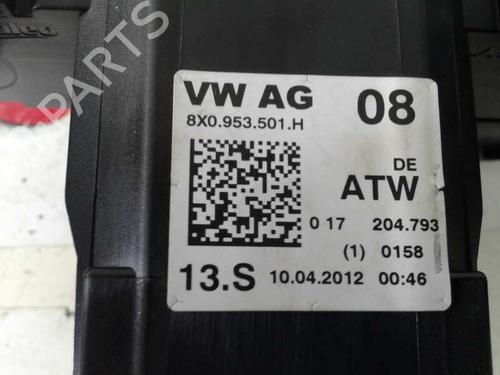 VW AG 08
8X0.953.501.H
DE
ATW
0 17 204.793
(1) 0158
13.S 10.04.2012 00:46